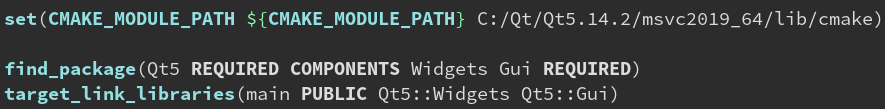 set(CMAKE_MODULE_PATH ${CMAKE_MODULE_PATH} C:/Qt/Qt5.14.2/msvc2019_64/lib/cmake)
find_package(Qt5 REQUIRED COMPONENTS Widgets Gui REQUIRED)
target_link_libraries(main PUBLIC Qt5::Widgets Qt5::Gui)